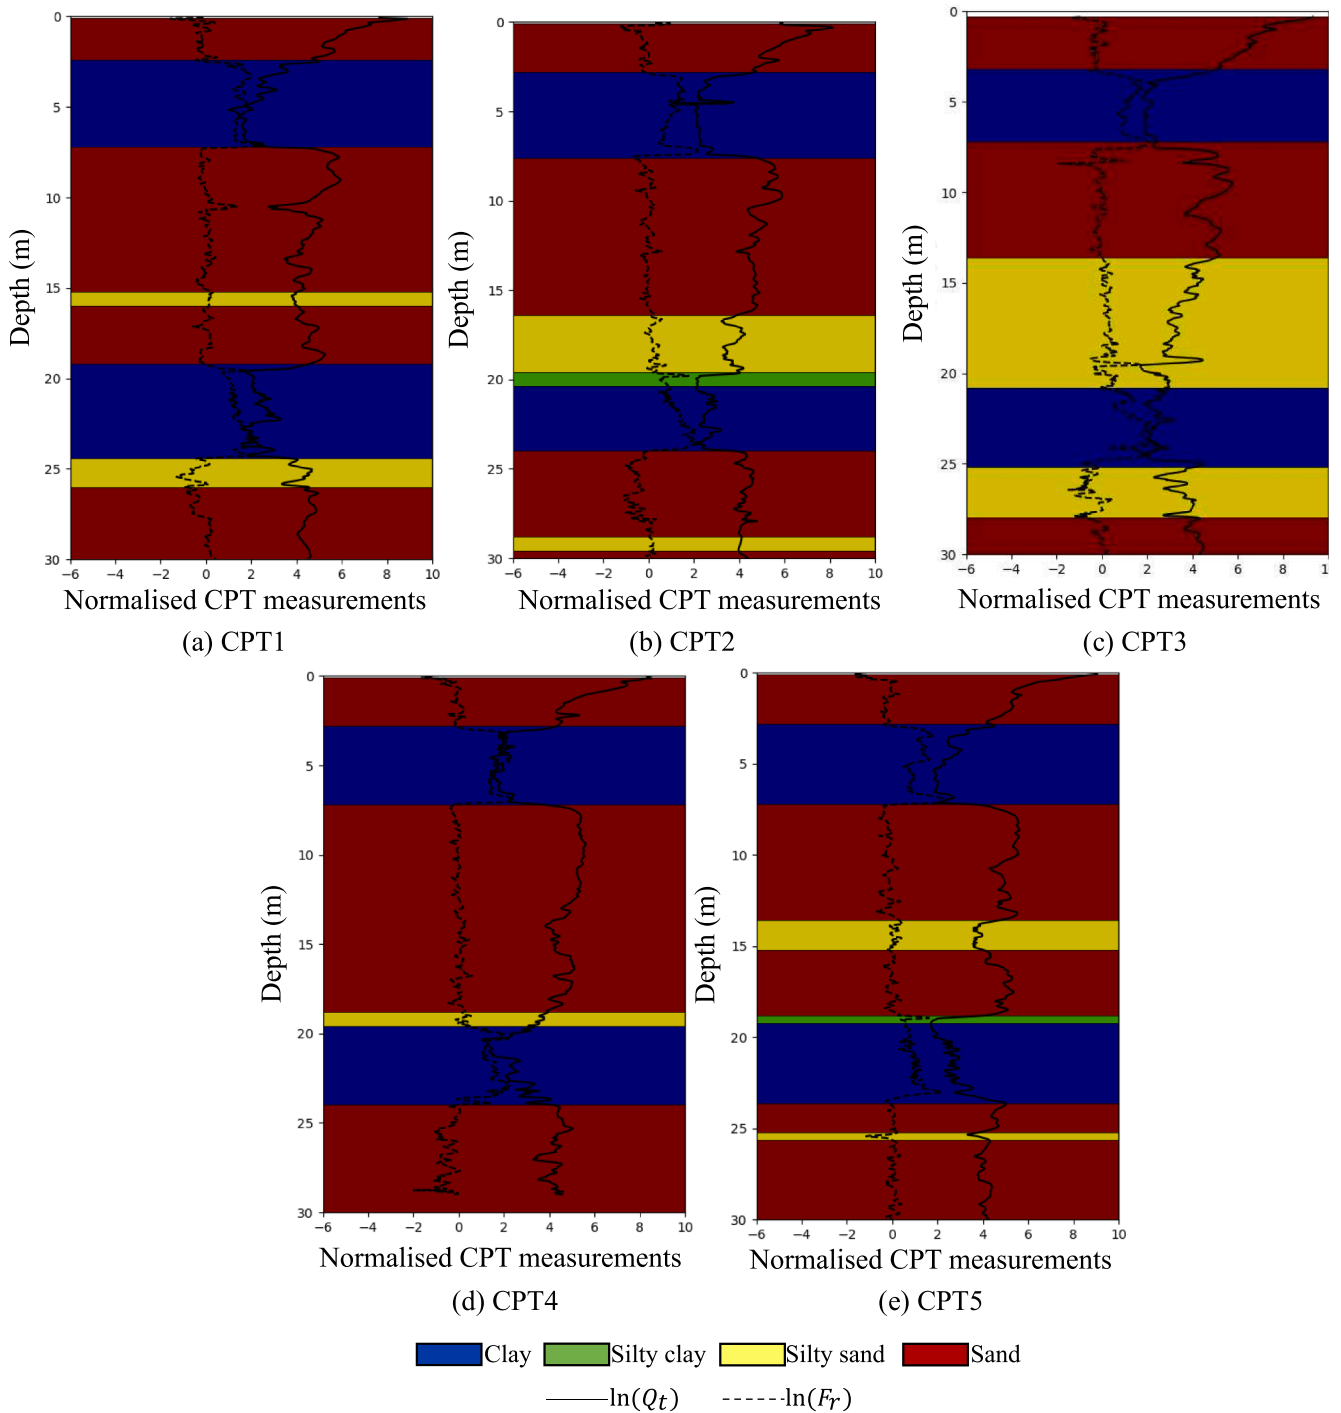 0
5
10
15
20
25
30
Depth (m)
−6 −4 −2 0 2 4 6 8 10
Normalised CPT measurements
(a) CPT1
0
5
10
15
20
25
30
Depth (m)
−6 −4 −2 0 2 4 6 8 10
Normalised CPT measurements
(b) CPT2
0
5
10
15
20
25
30
Depth (m)
−6 −4 −2 0 2 4 6 8 10
Normalised CPT measurements
(c) CPT3
0
5
10
15
20
25
30
Depth (m)
−6 −4 −2 0 2 4 6 8 10
Normalised CPT measurements
(d) CPT4
0
5
10
15
20
25
30
Depth (m)
−6 −4 −2 0 2 4 6 8 10
Normalised CPT measurements
(e) CPT5
Clay Silty clay Silty sand Sand
ln(Qt) ln(Fr)